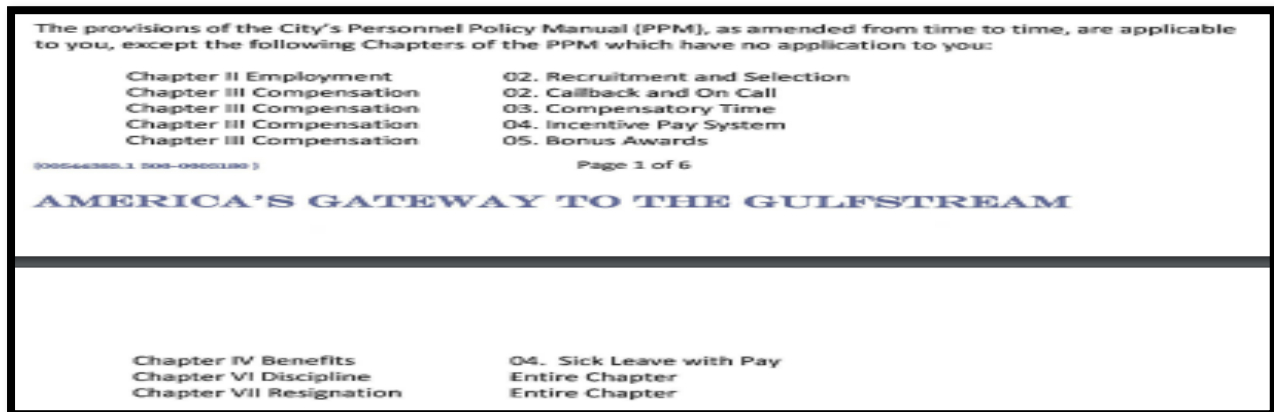 The provisions of the City's Personnel Policy Manual (PPM), as amended from time to time, are applicable
to you, except the following Chapters of the PPM which have no application to you:
Chapter II Employment 02. Recruitment and Selection
Chapter III Compensation 02. Callback and On Call
Chapter III Compensation 03. Compensatory Time
Chapter III Compensation 04. Incentive Pay System
Chapter III Compensation 05. Bonus Awards
Page 1 of 6
AMERICA'S GATEWAY TO THE GULFSTREAM
Chapter IV Benefits 04. Sick Leave with Pay
Chapter VI Discipline Entire Chapter
Chapter VII Resignation Entire Chapter